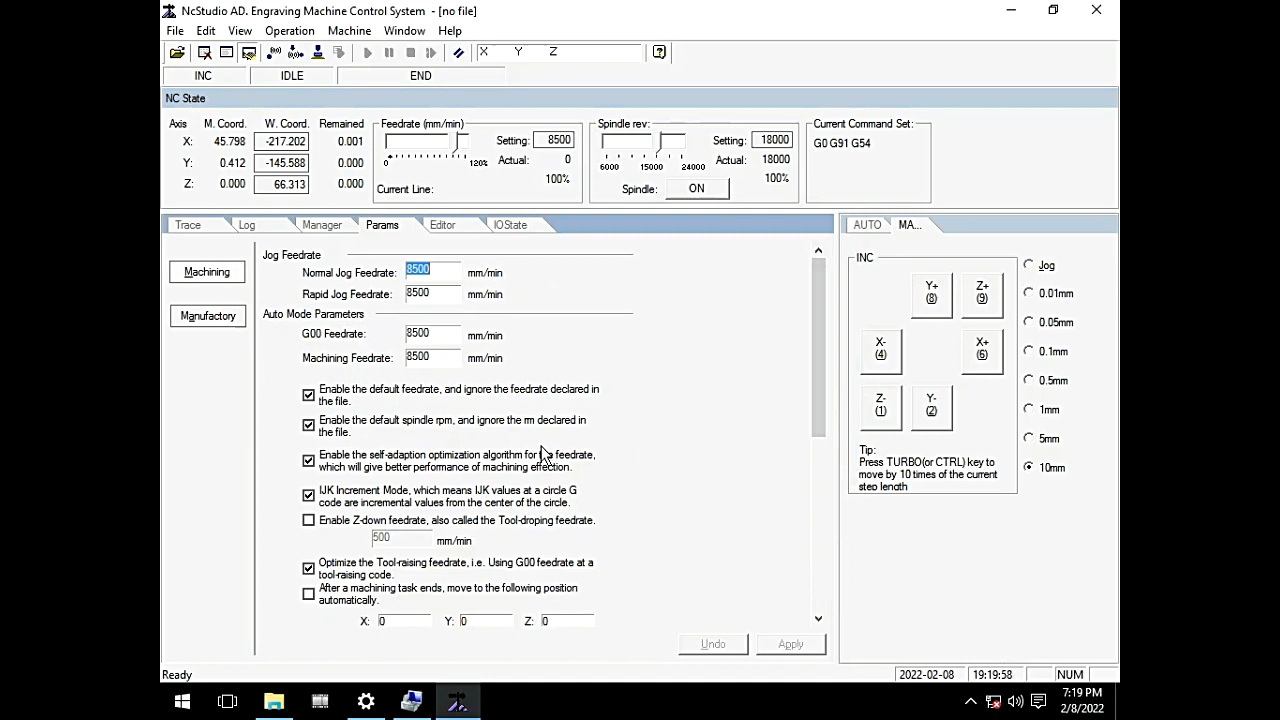 NcStudio AD. Engraving Machine Control System - [no file]
File Edit View Operation Machine Window Help
X Y Z
INC IDLE END
NC State
Axis M. Coord. W. Coord. Remained
X: 45.798 -217.202 0.001
Y: 0.412 -145.588 0.000
Z: 0.000 66.313 0.000
Feedrate (mm/min)
Setting: 8500
0 120%
Actual: 0
100%
Current Line:
Spindle rev:
Setting: 18000
6000 15000 24000
Actual: 18000
100%
Spindle: ON
Current Command Set:
G0 G91 G54
Trace Log Manager Params Editor IOState
Machining
Manufactory
Jog Feedrate
Normal Jog Feedrate: 8500 mm/min
Rapid Jog Feedrate: 8500 mm/min
Auto Mode Parameters
G00 Feedrate: 8500 mm/min
Machining Feedrate: 8500 mm/min
Enable the default feedrate, and ignore the feedrate declared in
the file.
Enable the default spindle rpm, and ignore the rm declared in
the file.
Enable the self-adaption optimization algorithm for the feedrate,
which will give better performance of machining effection.
IJK Increment Mode, which means IJK values at a circle G
code are incremental values from the center of the circle.
Enable Z-down feedrate, also called the Tool-droping feedrate.
500 mm/min
Optimize the Tool-raising feedrate, i.e. Using G00 feedrate at a
tool-raising code.
After a machining task ends, move to the following position
automatically.
X: 0 Y: 0 Z: 0
Undo Apply
AUTO MA...
INC
Y+
(8)
Z+
(9)
X-
(4)
X+
(6)
Z-
(1)
Y-
(2)
Tip:
Press TURBO(or CTRL) key to
move by 10 times of the current
step length
Jog
0.01mm
0.05mm
0.1mm
0.5mm
1mm
5mm
10mm
Ready 2022-02-08 19:19:58 NUM
7:19 PM
2/8/2022